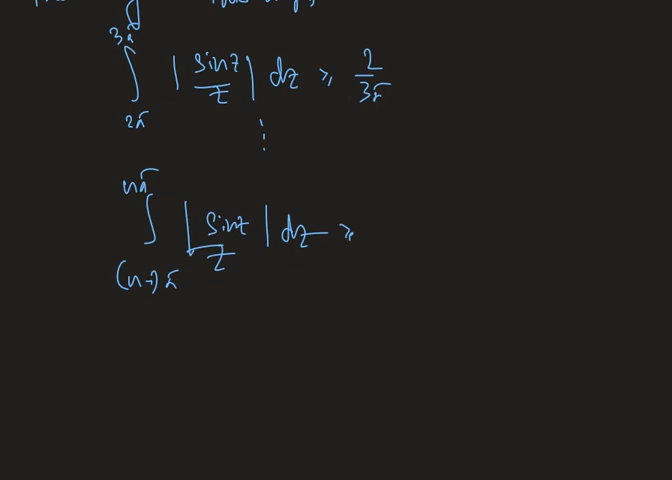 ∫_{2π}^{3π} | sin z / z | dz ≥ 2 / 3π
⋮
∫_{(n-1)π}^{nπ} | sin z / z | dz ≥